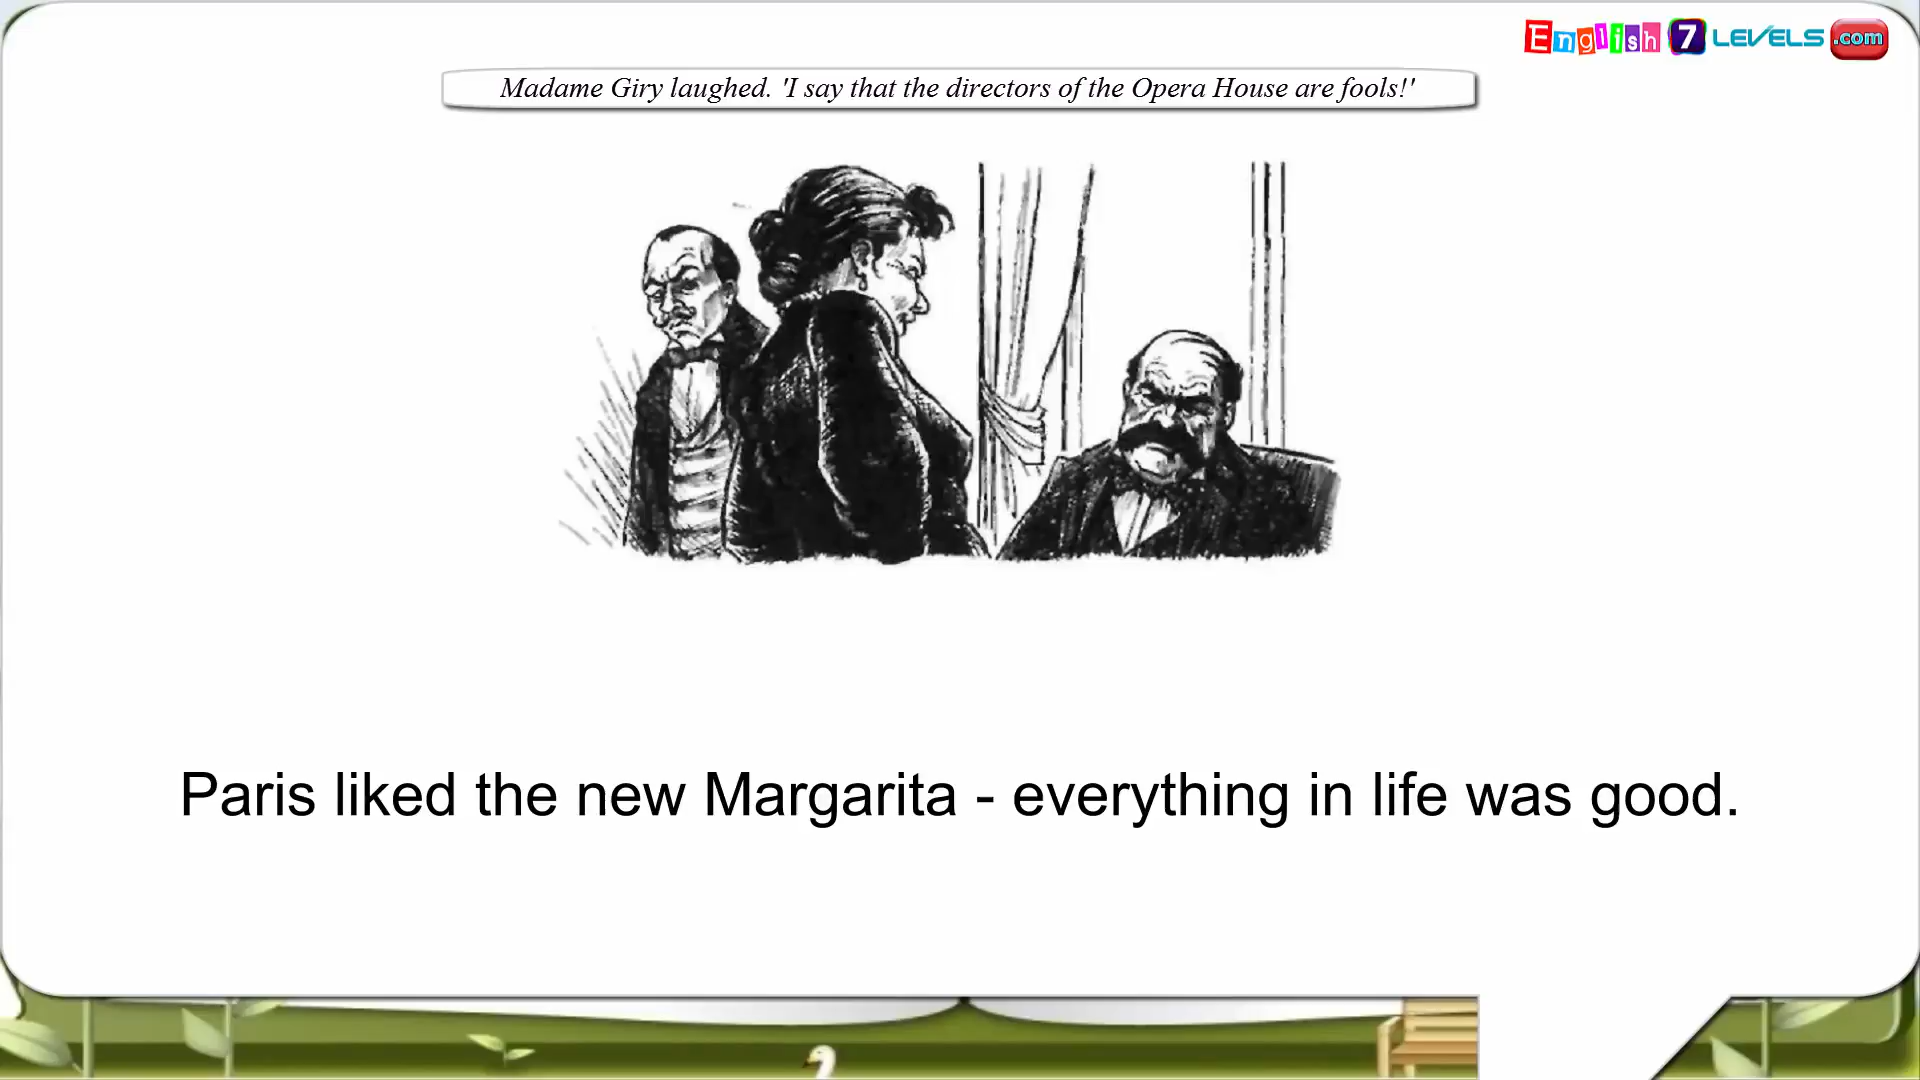 English 7 LEVELS .com
Madame Giry laughed. 'I say that the directors of the Opera House are fools!'
Paris liked the new Margarita - everything in life was good.